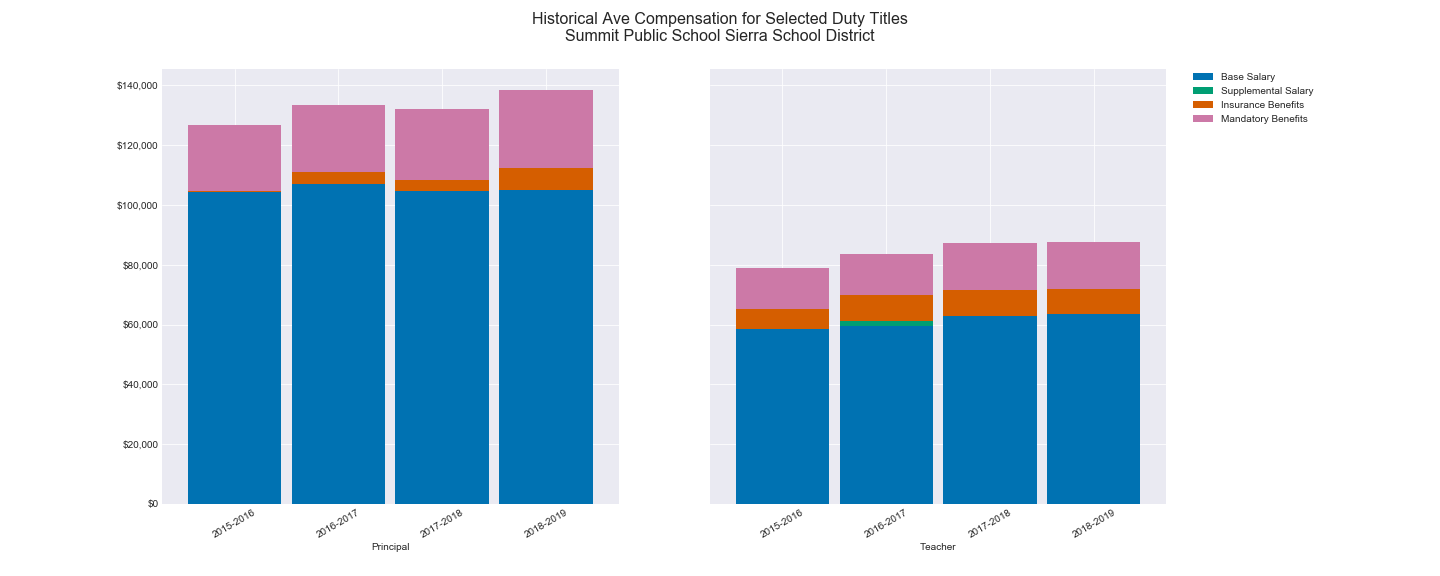 Historical Ave Compensation for Selected Duty Titles
Summit Public School Sierra School District
$140,000
$120,000
$100,000
$80,000
$60,000
$40,000
$20,000
$0
2015-2016
2016-2017
2017-2018
2018-2019
Principal
2015-2016
2016-2017
2017-2018
2018-2019
Teacher
Base Salary
Supplemental Salary
Insurance Benefits
Mandatory Benefits